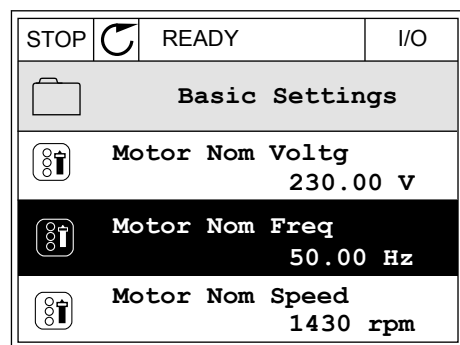 STOP READY I/O
Basic Settings
Motor Nom Voltg
230.00 V
Motor Nom Freq
50.00 Hz
Motor Nom Speed
1430 rpm